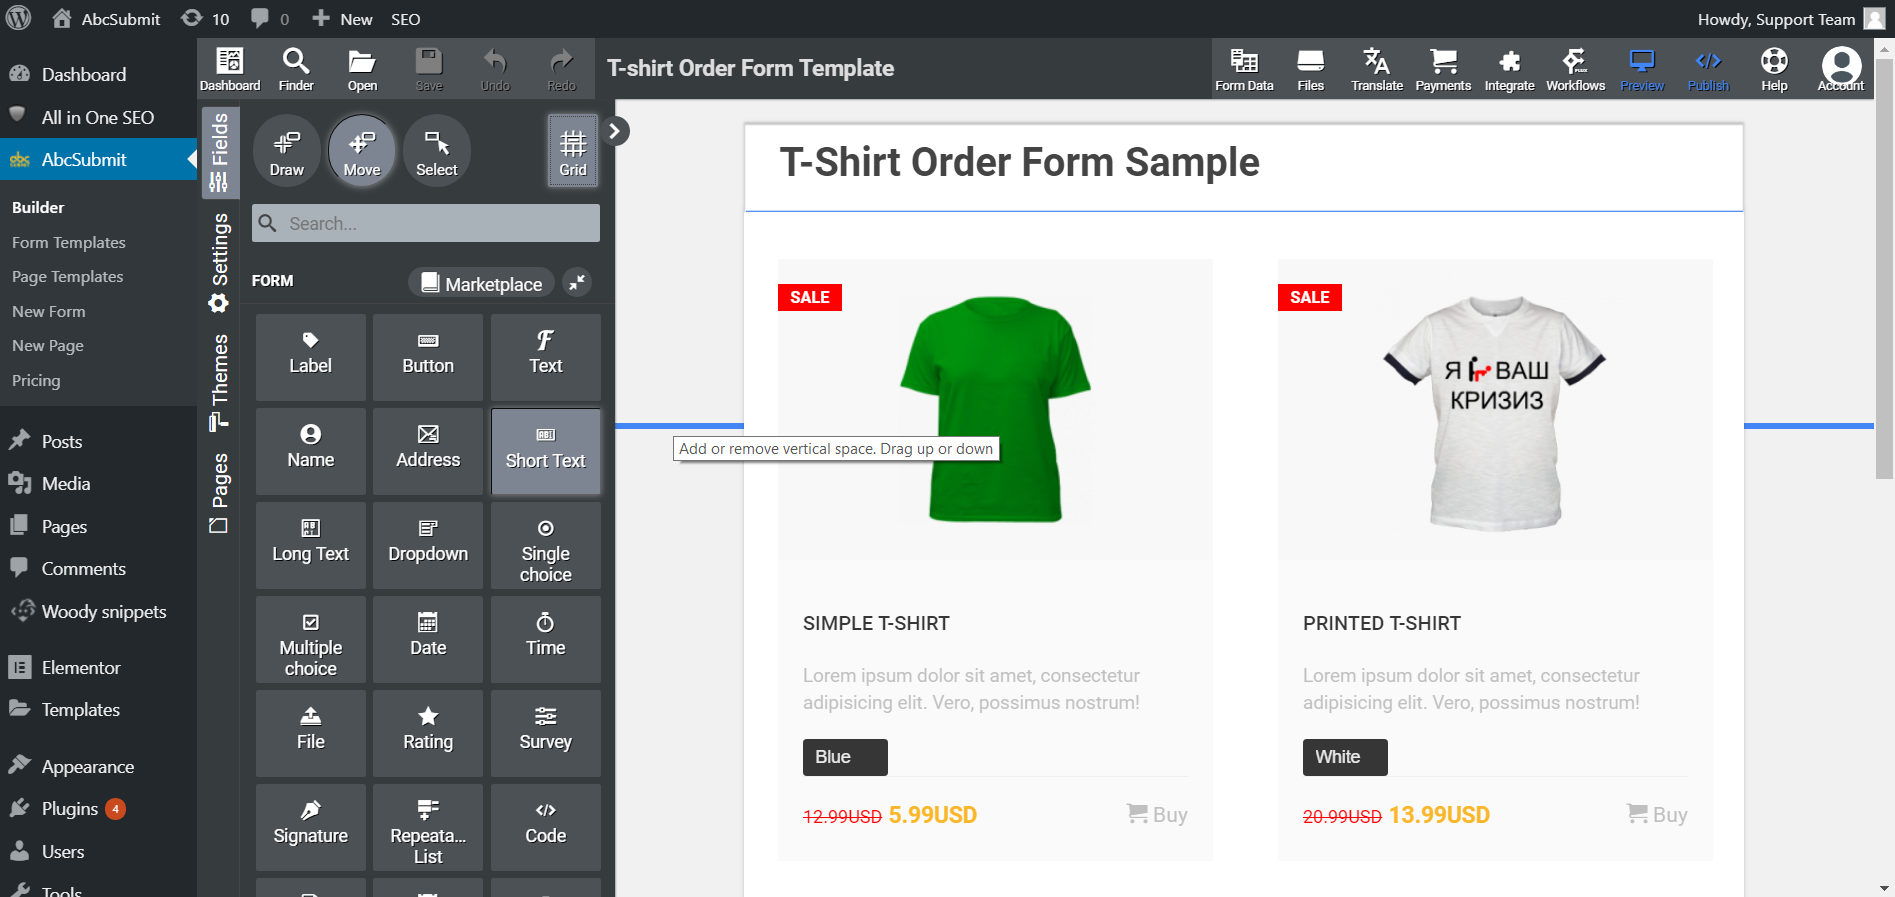 AbcSubmit 10 0 New SEO
Howdy, Support Team
Dashboard
All in One SEO
AbcSubmit
Builder
Form Templates
Page Templates
New Form
New Page
Pricing
Posts
Media
Pages
Comments
Woody snippets
Elementor
Templates
Appearance
Plugins 4
Users
Tools
Dashboard Finder Open Save Undo Redo
T-shirt Order Form Template
Form Data Files Translate Payments Integrate Workflows Preview Publish Help Account
Fields
Settings
Themes
Pages
Draw Move Select Grid
Search...
FORM Marketplace
Label Button Text
Name Address Short Text
Long Text Dropdown Single
choice
Multiple
choice
Date Time
File Rating Survey
Signature Repeata...
List
Code
T-Shirt Order Form Sample
SALE
Add or remove vertical space. Drag up or down
SIMPLE T-SHIRT
Lorem ipsum dolor sit amet, consectetur
adipisicing elit. Vero, possimus nostrum!
Blue
12.99USD 5.99USD Buy
SALE
Я ВАШ
КРИЗИЗ
PRINTED T-SHIRT
Lorem ipsum dolor sit amet, consectetur
adipisicing elit. Vero, possimus nostrum!
White
20.99USD 13.99USD Buy